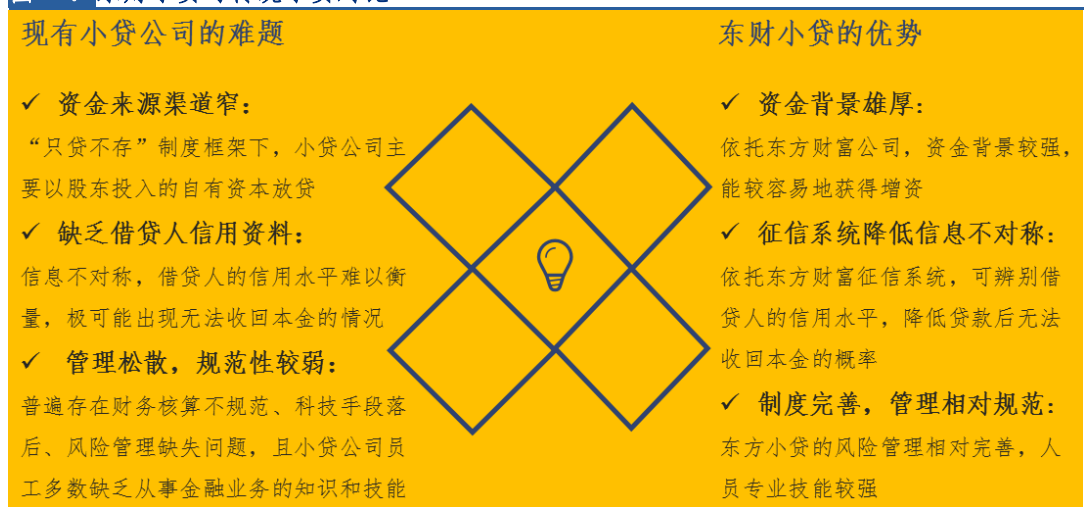 现有小贷公司的难题
✓ 资金来源渠道窄：
“只贷不存”制度框架下，小贷公司主
要以股东投入的自有资本放贷
✓ 缺乏借贷人信用资料：
信息不对称，借贷人的信用水平难以衡
量，极可能出现无法收回本金的情况
✓ 管理松散，规范性较弱：
普遍存在财务核算不规范、科技手段落
后、风险管理缺失问题，且小贷公司员
工多数缺乏从事金融业务的知识和技能
东财小贷的优势
✓ 资金背景雄厚：
依托东方财富公司，资金背景较强，
能较容易地获得增资
✓ 征信系统降低信息不对称：
依托东方财富征信系统，可辨别借
贷人的信用水平，降低贷款后无法
收回本金的概率
✓ 制度完善，管理相对规范：
东方小贷的风险管理相对完善，人
员专业技能较强